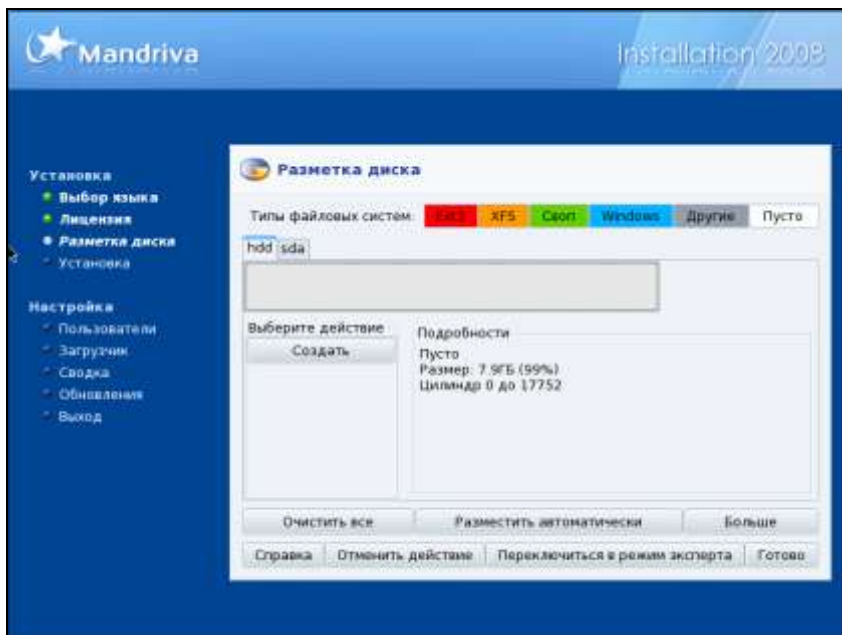 Mandriva
Installation 2008
Установка
Выбор языка
Лицензия
Разметка диска
Установка
Настройка
Пользователи
Загрузчик
Сводка
Обновления
Выход
Разметка диска
Типы файловых систем: Ext3 XFS Своп Windows Другие Пусто
hdd sda
Выберите действие
Создать
Подробности
Пусто
Размер: 7.9ГБ (99%)
Цилиндр 0 до 17752
Очистить все Разместить автоматически Больше
Справка Отменить действие Переключиться в режим эксперта Готово